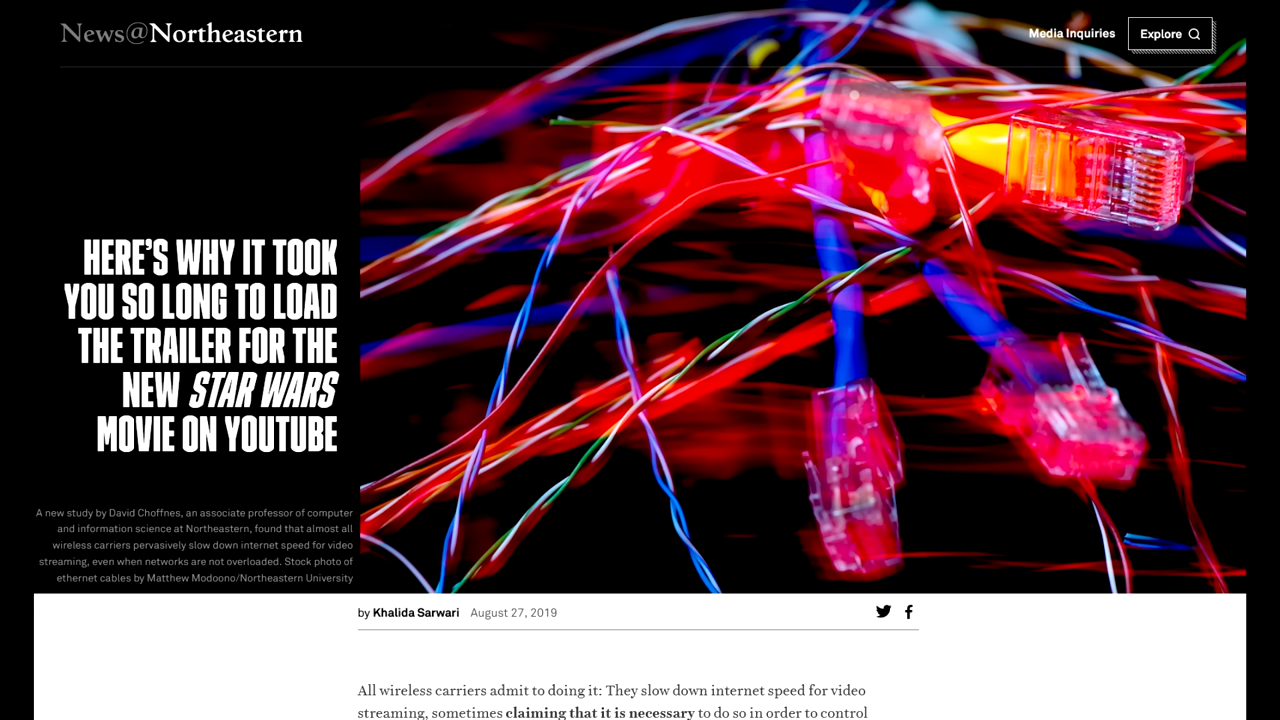 News@Northeastern
Media Inquiries
Explore
HERE’S WHY IT TOOK
YOU SO LONG TO LOAD
THE TRAILER FOR THE
NEW STAR WARS
MOVIE ON YOUTUBE
A new study by David Choffnes, an associate professor of computer
and information science at Northeastern, found that almost all
wireless carriers pervasively slow down internet speed for video
streaming, even when networks are not overloaded. Stock photo of
ethernet cables by Matthew Modoono/Northeastern University
by Khalida Sarwari August 27, 2019
All wireless carriers admit to doing it: They slow down internet speed for video
streaming, sometimes claiming that it is necessary to do so in order to control